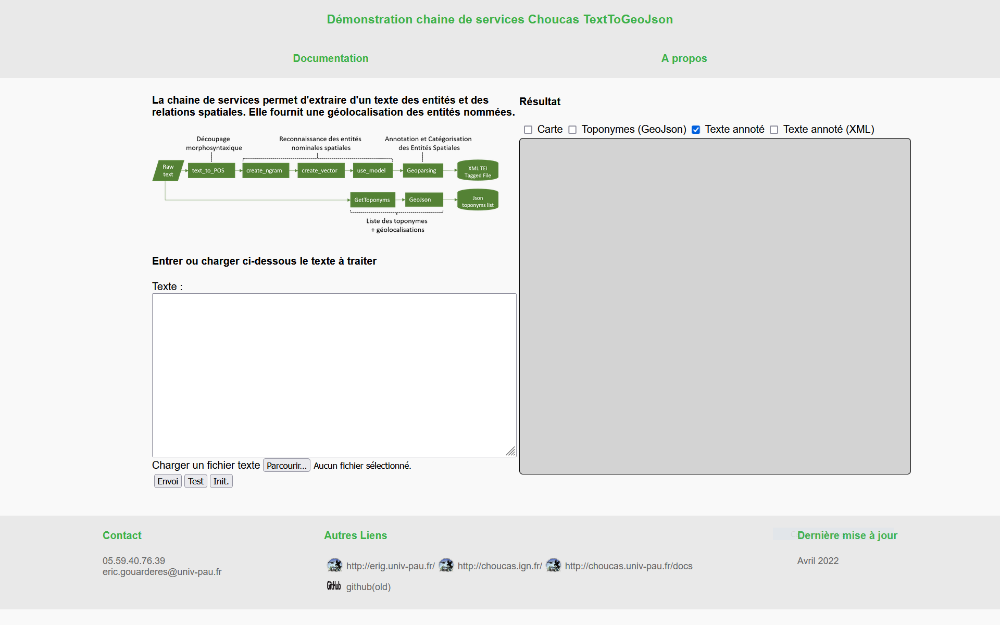 Démonstration chaine de services Choucas TextToGeoJson
Documentation
A propos
La chaine de services permet d'extraire d'un texte des entités et des
relations spatiales. Elle fournit une géolocalisation des entités nommées.
Découpage
morphosyntaxique
Reconnaissance des entités
nominales spatiales
Annotation et Catégorisation
des Entités Spatiales
Raw
text
text_to_POS
create_ngram
create_vector
use_model
Geoparsing
XML TEI
Tagged File
GetToponyms
GeoJson
Json
toponyms list
Liste des toponymes
+ géolocalisations
Entrer ou charger ci-dessous le texte à traiter
Texte :
Charger un fichier texte Parcourir... Aucun fichier sélectionné.
Envoi Test Init.
Résultat
Carte Toponymes (GeoJson) Texte annoté Texte annoté (XML)
Contact
05.59.40.76.39
eric.gouarderes@univ-pau.fr
Autres Liens
http://erig.univ-pau.fr/ http://choucas.ign.fr/ http://choucas.univ-pau.fr/docs
GitHub github(old)
Dernière mise à jour
Avril 2022